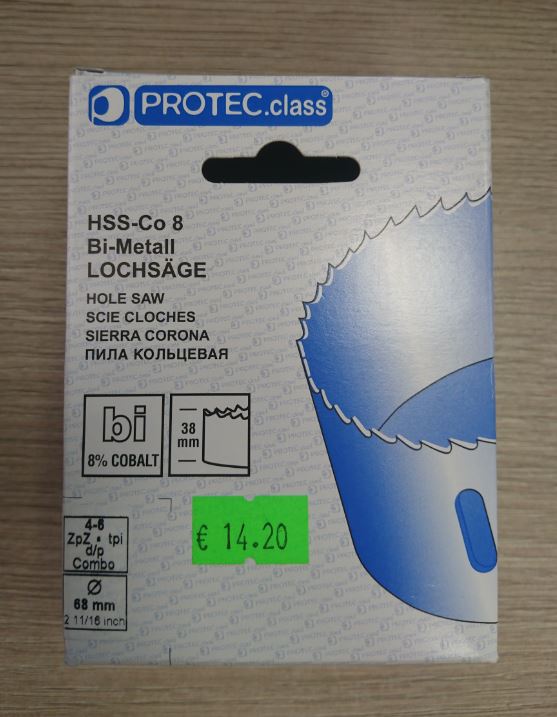 PROTEC.class®
HSS-Co 8
Bi-Metall
LOCHSÄGE
HOLE SAW
SCIE CLOCHES
SIERRA CORONA
ПИЛА КОЛЬЦЕВАЯ
bi
8% COBALT
38
mm
€ 14.20
4-6
ZpZ • tpi
d/p
Combo
Ø
68 mm
2 11/16 inch